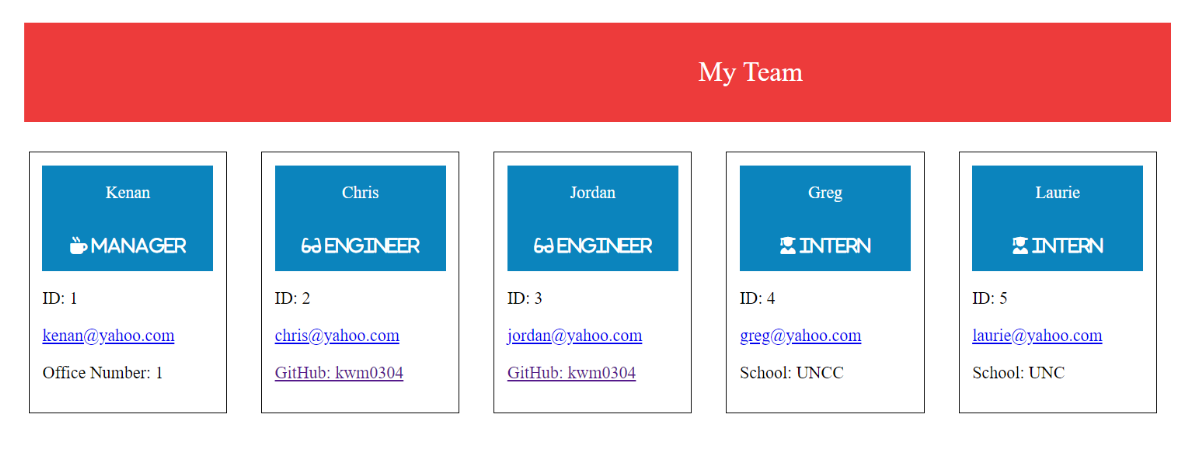 My Team
Kenan
MANAGER
ID: 1
kenan@yahoo.com
Office Number: 1
Chris
ENGINEER
ID: 2
chris@yahoo.com
GitHub: kwm0304
Jordan
ENGINEER
ID: 3
jordan@yahoo.com
GitHub: kwm0304
Greg
INTERN
ID: 4
greg@yahoo.com
School: UNCC
Laurie
INTERN
ID: 5
laurie@yahoo.com
School: UNC